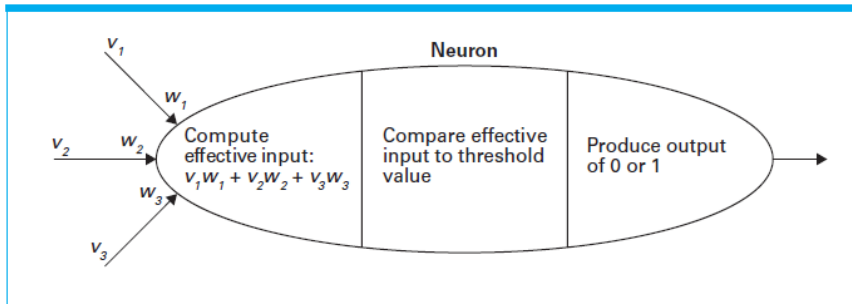 Neuron
v1
w1
v2
w2
w3
v3
Compute
effective input:
v1w1 + v2w2 + v3w3
Compare effective
input to threshold
value
Produce output
of 0 or 1